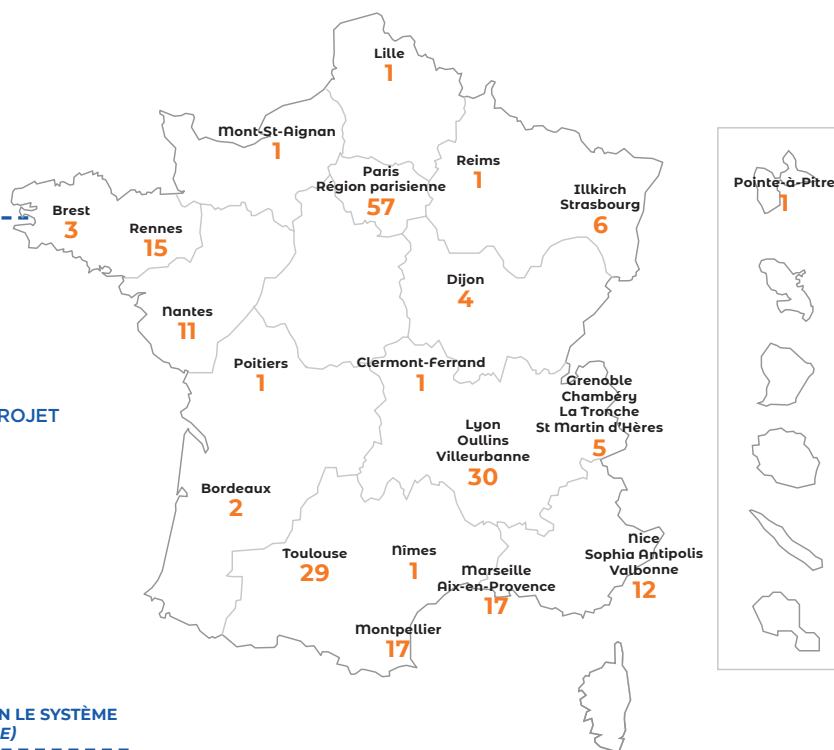 Lille
1
Mont-St-Aignan
1
Paris
Région parisienne
57
Reims
1
Illkirch
Strasbourg
6
Pointe-à-Pitre
1
Brest
3
Rennes
15
Dijon
4
Nantes
11
Poitiers
1
Clermont-Ferrand
1
Grenoble
Chambéry
La Tronche
St Martin d'Hères
5
ROJET
Lyon
Oullins
Villeurbanne
30
Bordeaux
2
Toulouse
29
Nîmes
1
Marseille
Aix-en-Provence
17
Nice
Sophia Antipolis
Valbonne
12
Montpellier
17
N LE SYSTÈME
E)